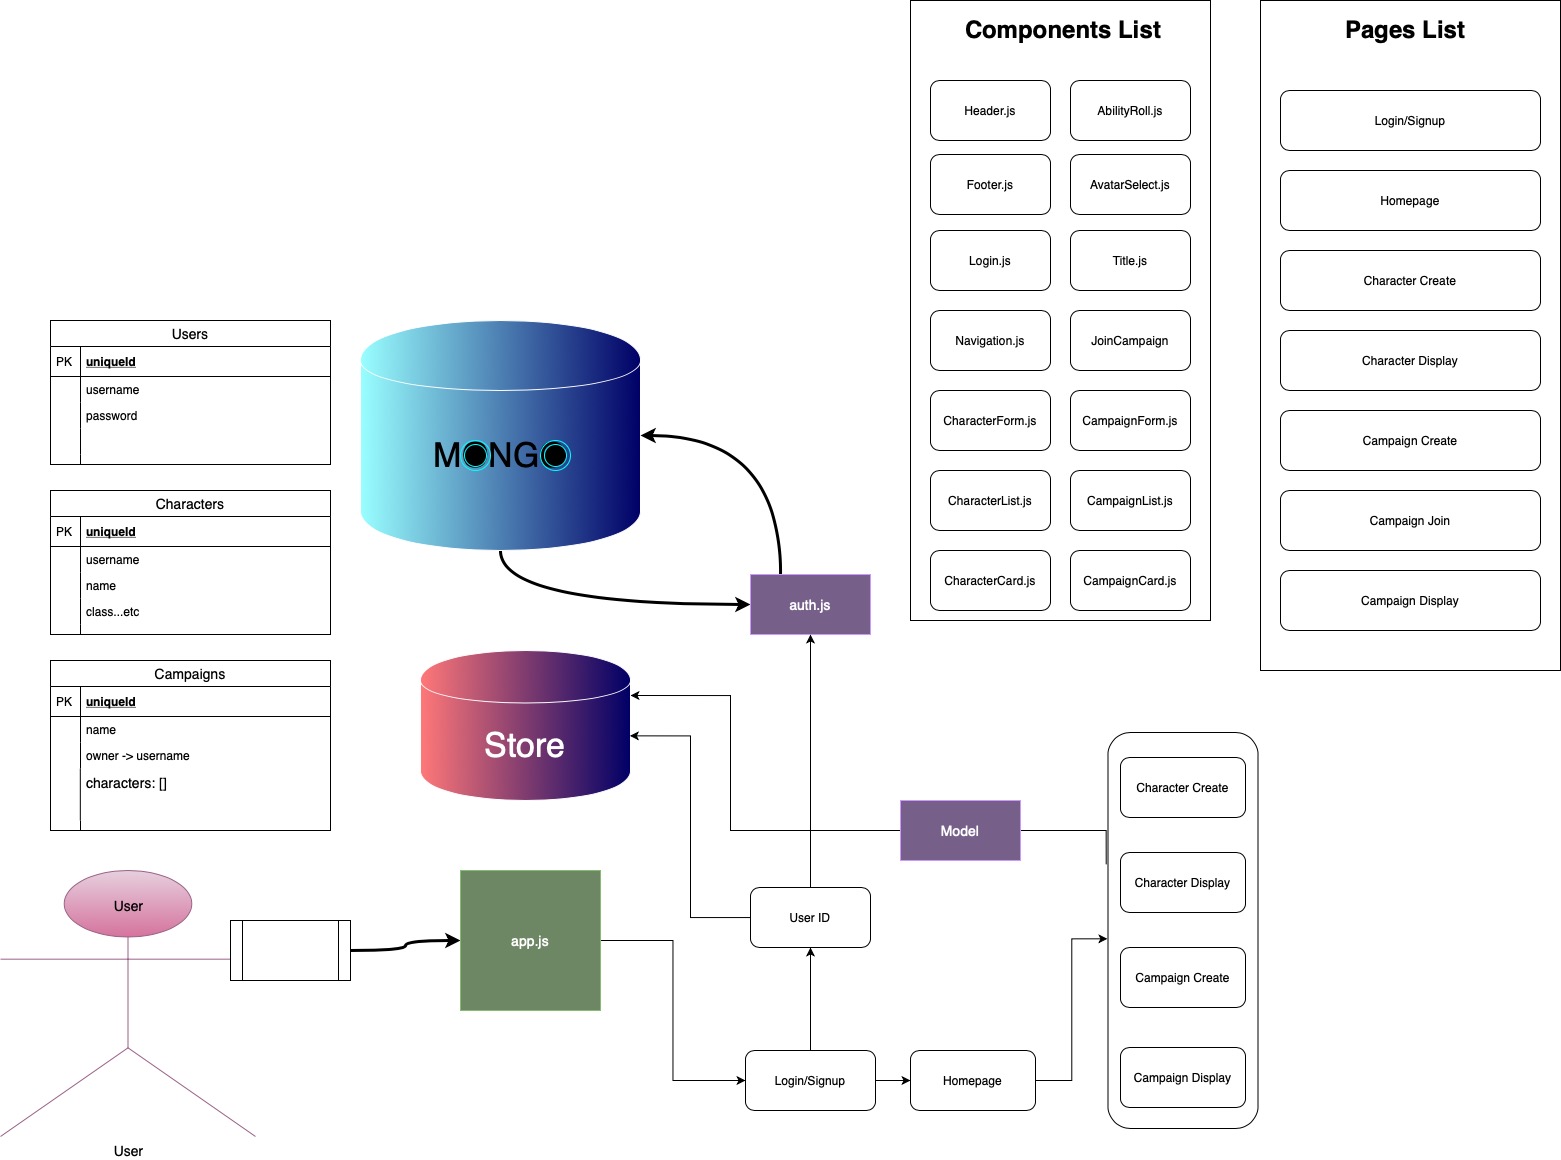 Components List
Header.js
AbilityRoll.js
Footer.js
AvatarSelect.js
Login.js
Title.js
Navigation.js
JoinCampaign
CharacterForm.js
CampaignForm.js
CharacterList.js
CampaignList.js
CharacterCard.js
CampaignCard.js
Pages List
Login/Signup
Homepage
Character Create
Character Display
Campaign Create
Campaign Join
Campaign Display
Users
PK uniqueId
username
password
Characters
PK uniqueId
username
name
class...etc
Campaigns
PK uniqueId
name
owner -> username
characters: []
MONGO
auth.js
Store
Model
User ID
User
app.js
Login/Signup
Homepage
Character Create
Character Display
Campaign Create
Campaign Display
User